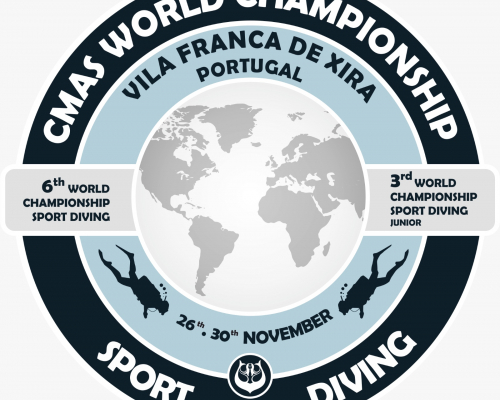 CMAS WORLD CHAMPIONSHIP
VILA FRANCA DE XIRA
PORTUGAL
6th WORLD
CHAMPIONSHIP
SPORT DIVING
3rd WORLD
CHAMPIONSHIP
SPORT DIVING
JUNIOR
26th . 30th NOVEMBER
SPORT DIVING